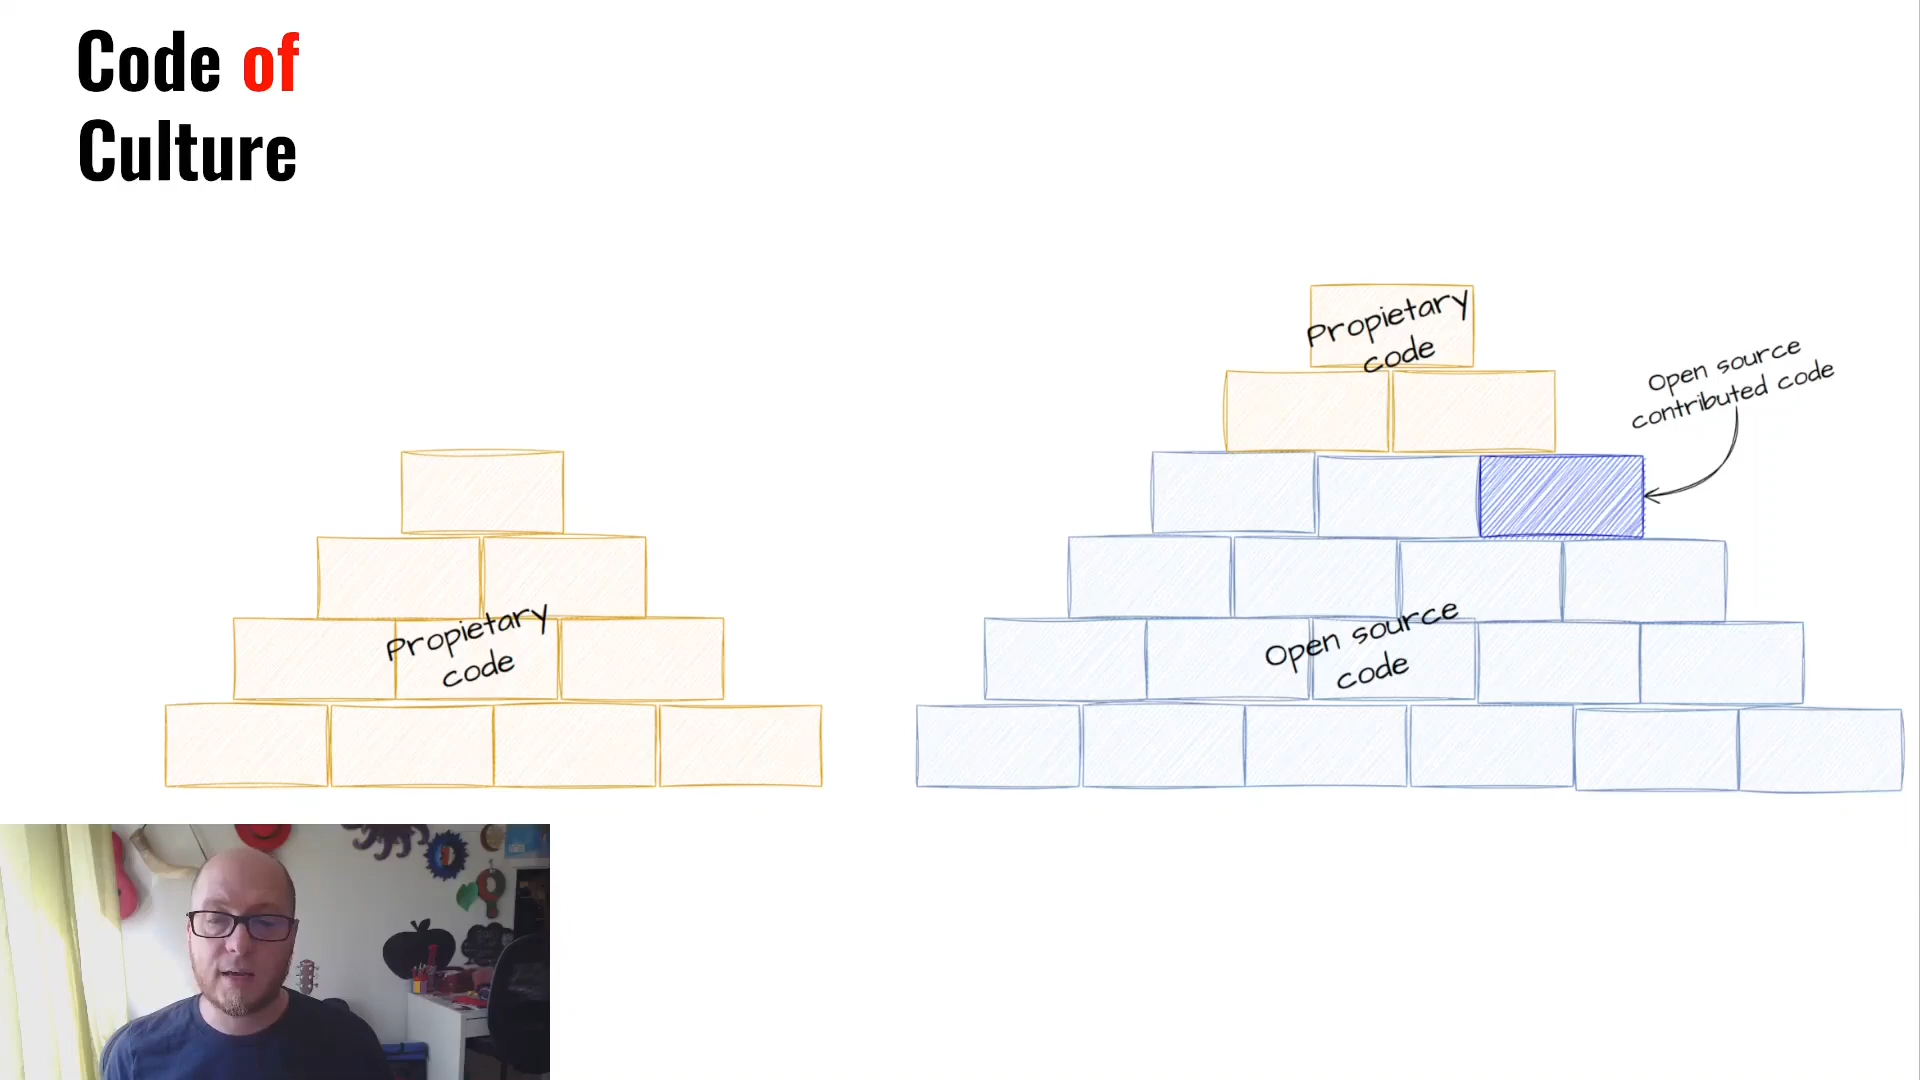 Code of
Culture
Propietary
code
Open source
contributed code
Propietary
code
Open source
code